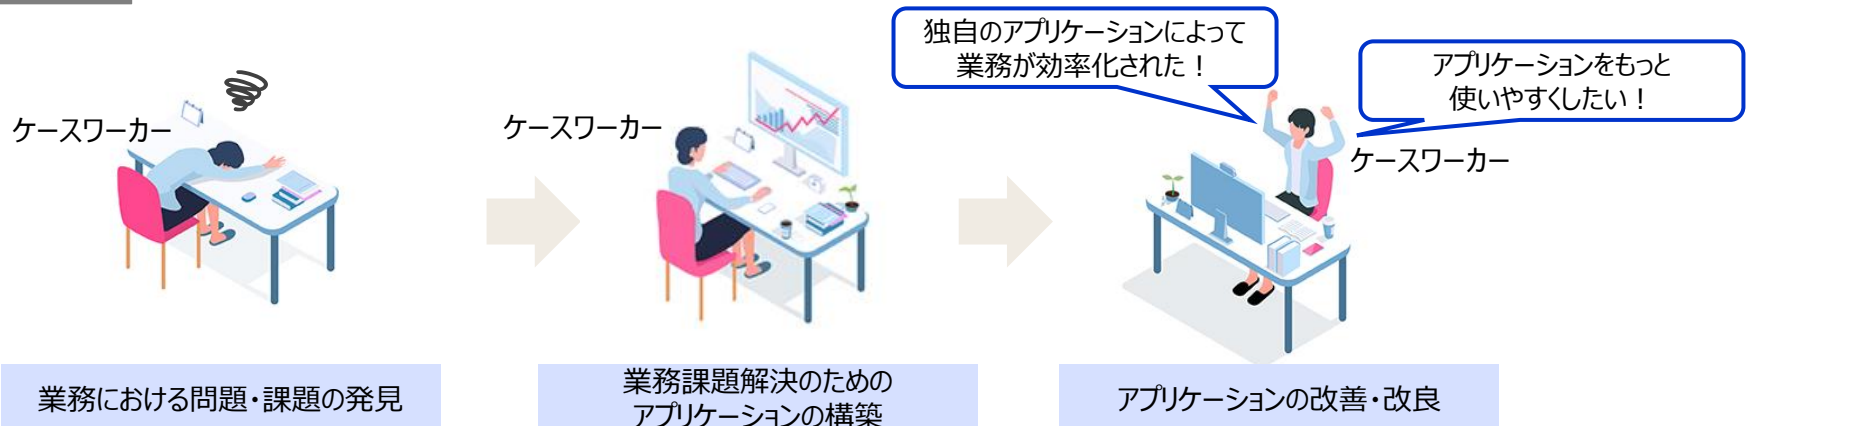 ケースワーカー
業務における問題・課題の発見
ケースワーカー
業務課題解決のための
アプリケーションの構築
独自のアプリケーションによって
業務が効率化された！
アプリケーションをもっと
使いやすくしたい！
ケースワーカー
アプリケーションの改善・改良